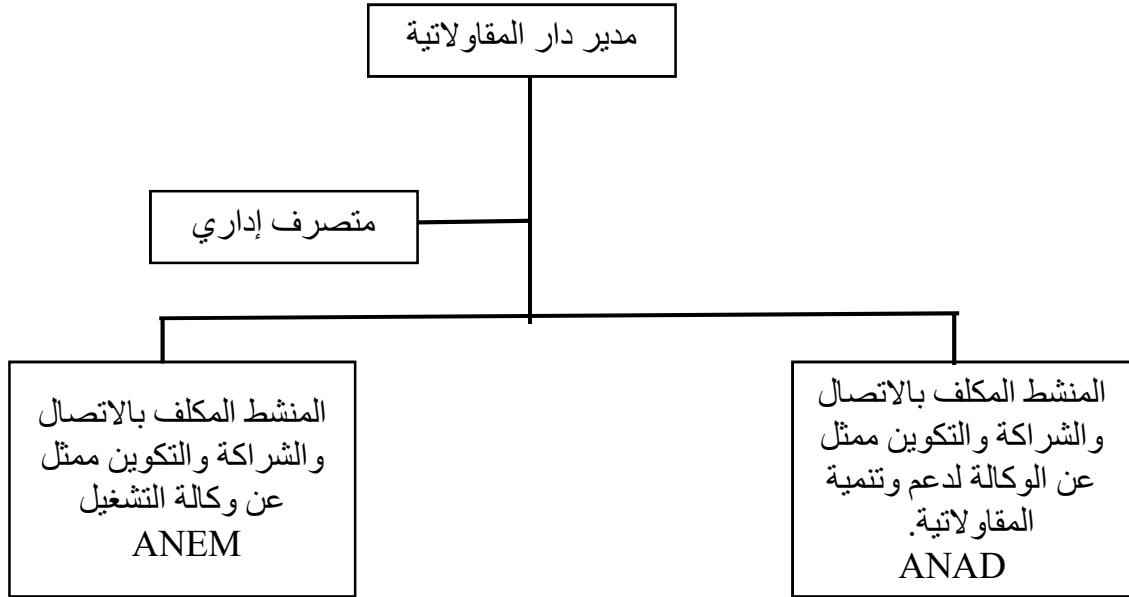 مدير دار المقاولاتية
متصرف إداري
المنشط المكلف بالاتصال
والشراكة والتكوين ممثل
عن الوكالة لدعم وتنمية
المقاولاتية.
ANAD
المنشط المكلف بالاتصال
والشراكة والتكوين ممثل
عن وكالة التشغيل
ANEM